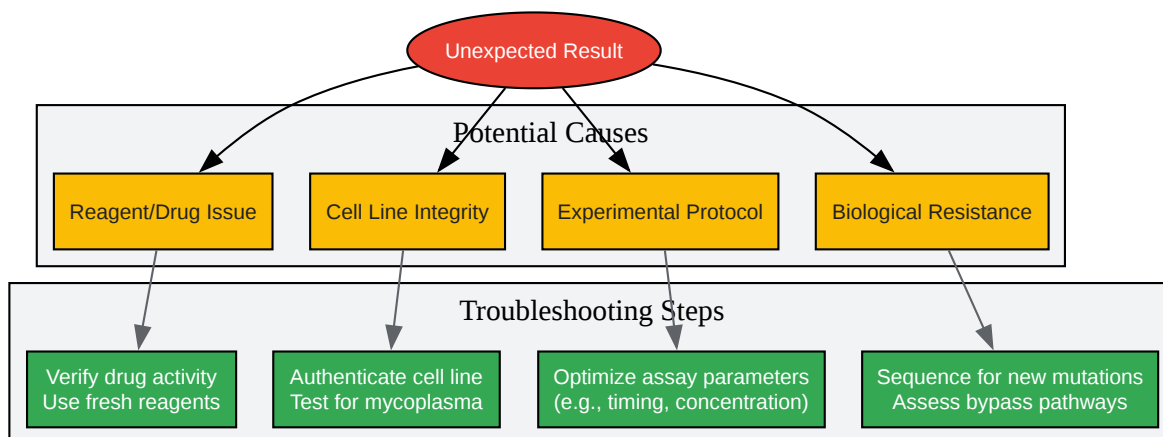 Unexpected Result
Potential Causes
Reagent/Drug Issue
Cell Line Integrity
Experimental Protocol
Biological Resistance
Troubleshooting Steps
Verify drug activity
Use fresh reagents
Authenticate cell line
Test for mycoplasma
Optimize assay parameters
(e.g., timing, concentration)
Sequence for new mutations
Assess bypass pathways